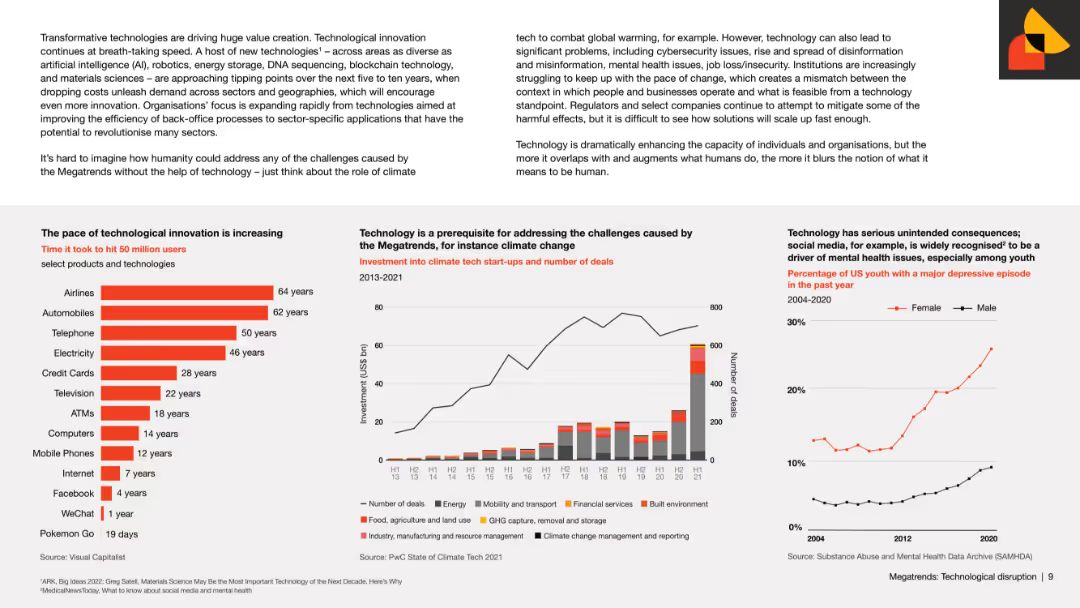 Transformative technologies are driving huge value creation. Technological innovation
continues at breath-taking speed. A host of new technologies¹ – across areas as diverse as
artificial intelligence (AI), robotics, energy storage, DNA sequencing, blockchain technology,
and materials sciences – are approaching tipping points over the next five to ten years, when
dropping costs unleash demand across sectors and geographies, which will encourage
even more innovation. Organisations' focus is expanding rapidly from technologies aimed at
improving the efficiency of back-office processes to sector-specific applications that have the
potential to revolutionise many sectors.
It's hard to imagine how humanity could address any of the challenges caused by
the Megatrends without the help of technology – just think about the role of climate
tech to combat global warming, for example. However, technology can also lead to
significant problems, including cybersecurity issues, rise and spread of disinformation
and misinformation, mental health issues, job loss/insecurity. Institutions are increasingly
struggling to keep up with the pace of change, which creates a mismatch between the
context in which people and businesses operate and what is feasible from a technology
standpoint. Regulators and select companies continue to attempt to mitigate some of the
harmful effects, but it is difficult to see how solutions will scale up fast enough.
Technology is dramatically enhancing the capacity of individuals and organisations, but the
more it overlaps with and augments what humans do, the more it blurs the notion of what it
means to be human.
The pace of technological innovation is increasing
Time it took to hit 50 million users
select products and technologies
Airlines 64 years
Automobiles 62 years
Telephone 50 years
Electricity 46 years
Credit Cards 28 years
Television 22 years
ATMs 18 years
Computers 14 years
Mobile Phones 12 years
Internet 7 years
Facebook 4 years
WeChat 1 year
Pokemon Go 19 days
Source: Visual Capitalist
Technology is a prerequisite for addressing the challenges caused by
the Megatrends, for instance climate change
Investment into climate tech start-ups and number of deals
2013-2021
Investment (US$ bn)
80 60 40 20 0
800 600 400 200 0
Number of deals
H1 H2 H1 H2 H1 H2 H1 H2 H1 H2 H1 H2 H1 H2 H1 H2 H1
13 13 14 14 15 15 16 16 17 17 18 18 19 19 20 20 21
Number of deals Energy Mobility and transport Financial services Built environment
Food, agriculture and land use GHG capture, removal and storage
Industry, manufacturing and resource management Climate change management and reporting
Source: PwC State of Climate Tech 2021
Technology has serious unintended consequences;
social media, for example, is widely recognised² to be a
driver of mental health issues, especially among youth
Percentage of US youth with a major depressive episode
in the past year
2004-2020
Female Male
30%
20%
10%
0%
2004 2012 2020
Source: Substance Abuse and Mental Health Data Archive (SAMHDA)
¹ARK, Big Ideas 2022; Greg Satell, Materials Science May Be the Most Important Technology of the Next Decade. Here's Why
²MedicalNewsToday, What to know about social media and mental health
Megatrends: Technological disruption | 9